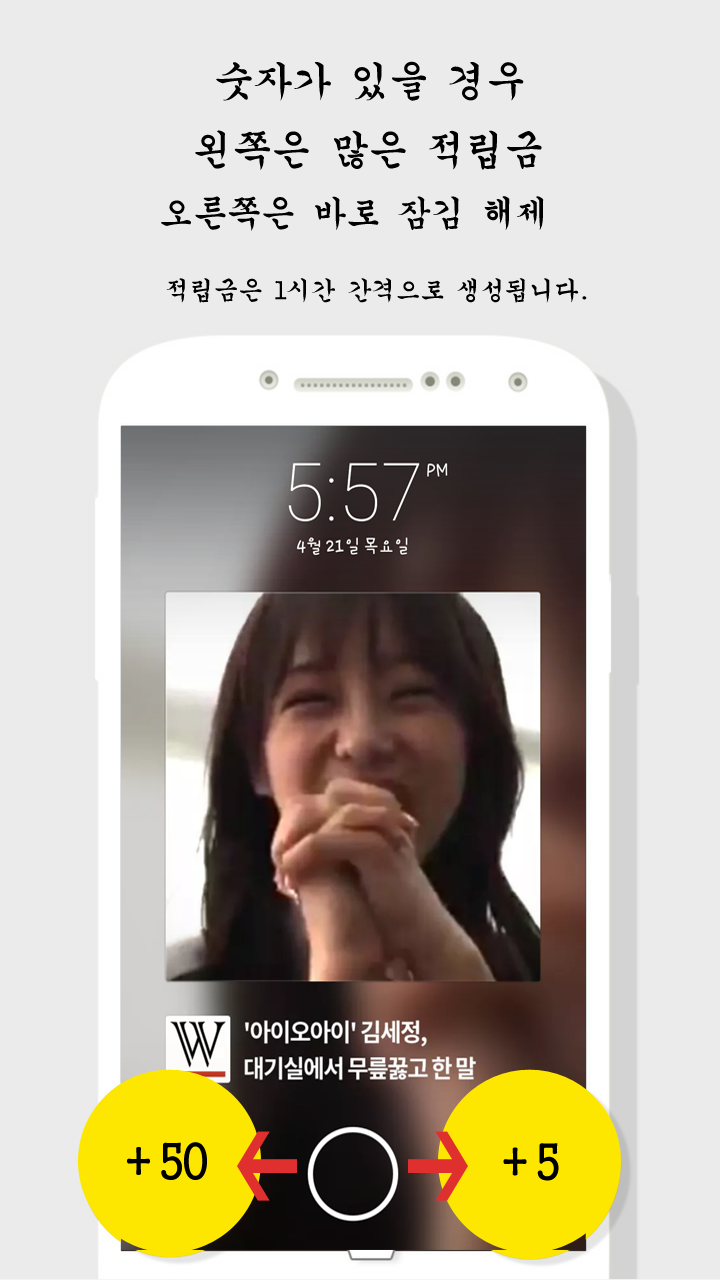 숫자가 있을 경우
왼쪽은 많은 적립금
오른쪽은 바로 잠김 해제
적립금은 1시간 간격으로 생성됩니다.
5:57 PM
4월 21일 목요일
W
'아이오아이' 김세정,
대기실에서 무릎꿇고 한 말
+50
+5